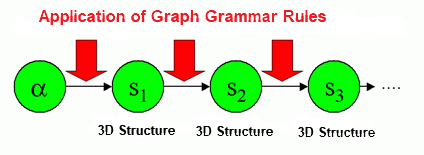 Application of Graph Grammar Rules
α S1 S2 S3 ....
3D Structure 3D Structure 3D Structure